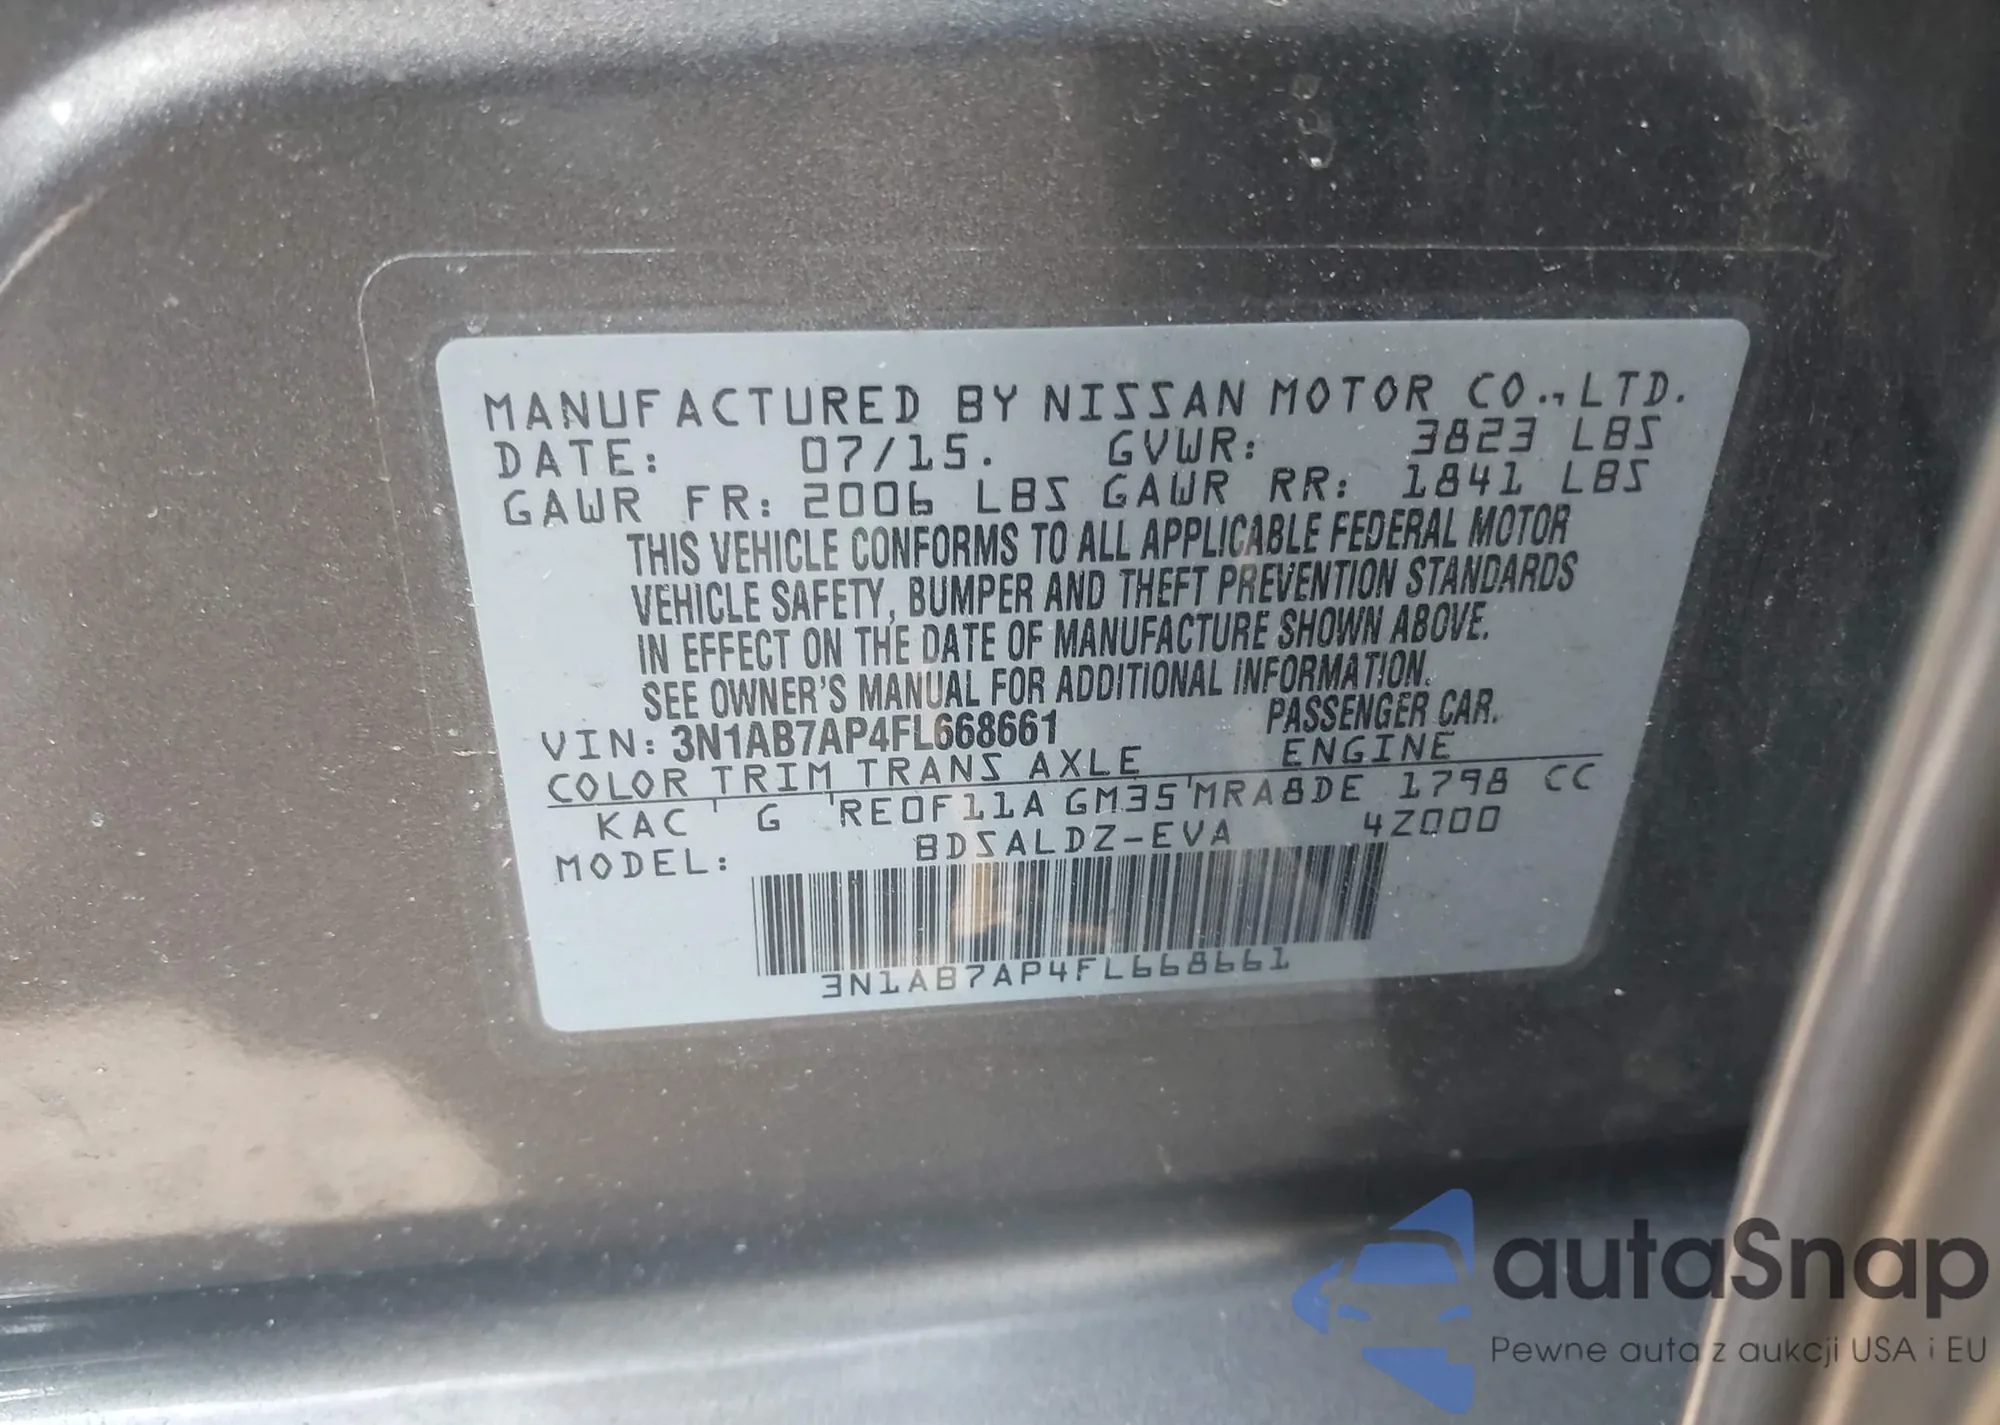 MANUFACTURED BY NISSAN MOTOR CO., LTD.
DATE: 07/15. GVWR: 3823 LBS
GAWR FR: 2006 LBS GAWR RR: 1841 LBS
THIS VEHICLE CONFORMS TO ALL APPLICABLE FEDERAL MOTOR
VEHICLE SAFETY, BUMPER AND THEFT PREVENTION STANDARDS
IN EFFECT ON THE DATE OF MANUFACTURE SHOWN ABOVE.
SEE OWNER'S MANUAL FOR ADDITIONAL INFORMATION.
VIN: 3N1AB7AP4FL668661 PASSENGER CAR.
COLOR TRIM TRANS AXLE ENGINE
KAC G RE0F11A GM35 MRA8DE 1798 CC
MODEL: BDSALDZ-EVA 4Z000
3N1AB7AP4FL668661
autaSnap
Pewne auta z aukcji USA i EU